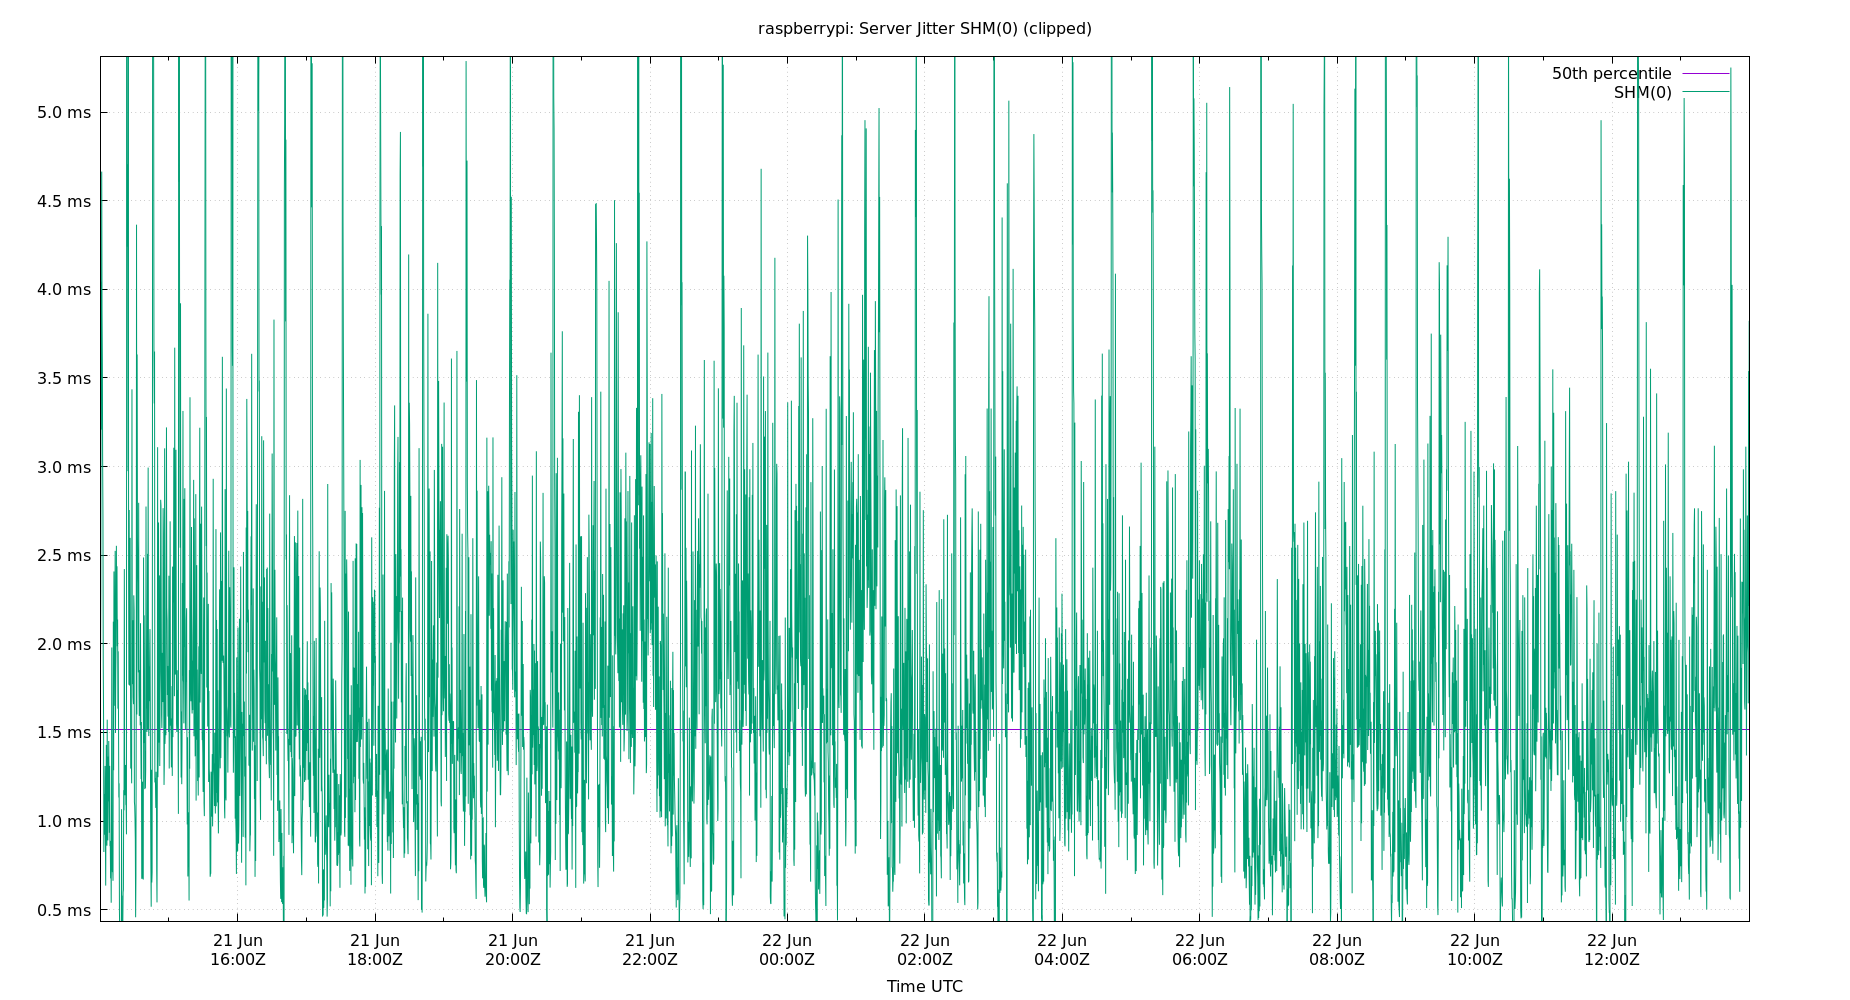 raspberrypi: Server Jitter SHM(0) (clipped)
50th percentile
SHM(0)
5.0 ms
4.5 ms
4.0 ms
3.5 ms
3.0 ms
2.5 ms
2.0 ms
1.5 ms
1.0 ms
0.5 ms
21 Jun 21 Jun 21 Jun 21 Jun 22 Jun 22 Jun 22 Jun 22 Jun 22 Jun 22 Jun 22 Jun
16:00Z 18:00Z 20:00Z 22:00Z 00:00Z 02:00Z 04:00Z 06:00Z 08:00Z 10:00Z 12:00Z
Time UTC